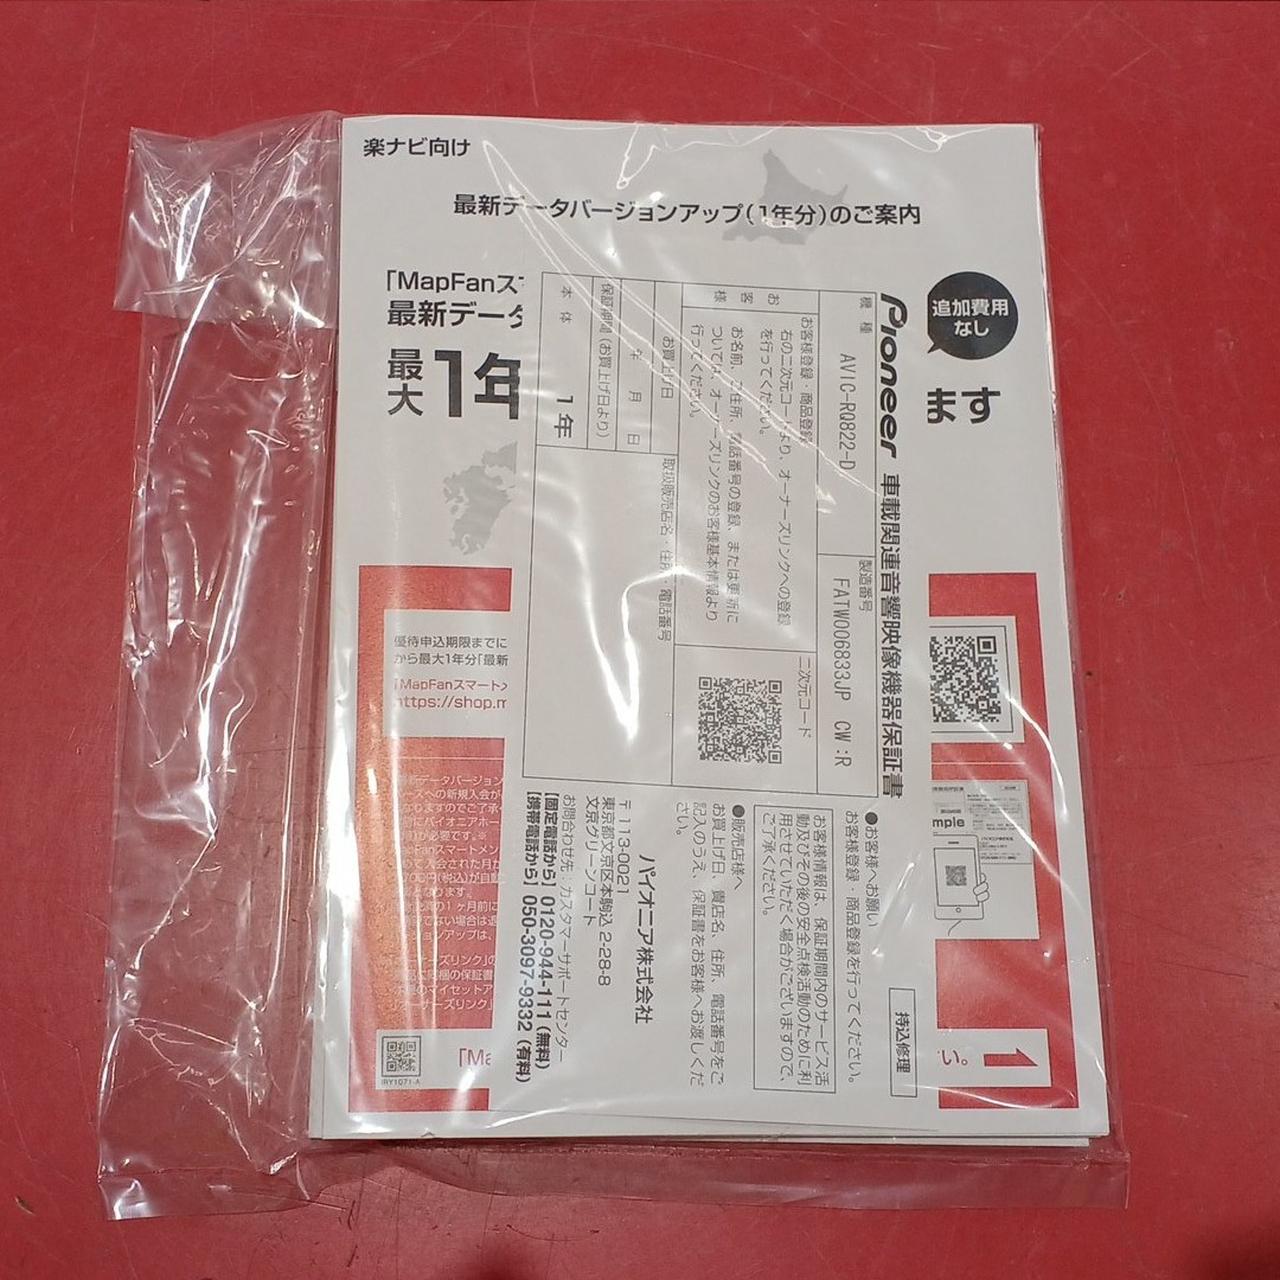 楽ナビ向け
最新データバージョンアップ(1年分)のご案内
「MapFanスマ
最新データ
最大1年
追加費用
なし
ます
優待申込期限までに
から最大1年分「最新
「MapFanスマートメ
https://shop.m
mple
「Ma
IRY1071-A
い。
1
Pioneer 車載関連音響映像機器保証書
機種
AVIC-RQ822-D
製造番号
FATW006833JP CW :R
お客様
お客様登録・商品登録
右の二次元コードより、オーナーズリンクへの登録
を行ってください。
お名前、ご住所、電話番号の登録、または更新に
ついては、オーナーズリンクのお客様基本情報より
行ってください。
二次元コード
お買上げ日
年 月 日
取扱販売店名・住所・電話番号
保証期間(お買上げ日より)
本体
1年
●お客様へお願い
お客様登録・商品登録を行ってください。
お客様情報は、保証期間内のサービス活
動及びその後の安全点検活動のために利
用させていただく場合がございますので、
ご了承ください。
持込修理
●販売店様へ
お買上げ日、貴店名、住所、電話番号をご
記入のうえ、保証書をお客様へお渡しくだ
さい。
パイオニア株式会社
〒113-0021
東京都文京区本駒込 2-28-8
文京グリーンコート
お問合わせ先:カスタマーサポートセンター
【固定電話から】0120-944-111(無料)
【携帯電話から】050-3097-9332(有料)